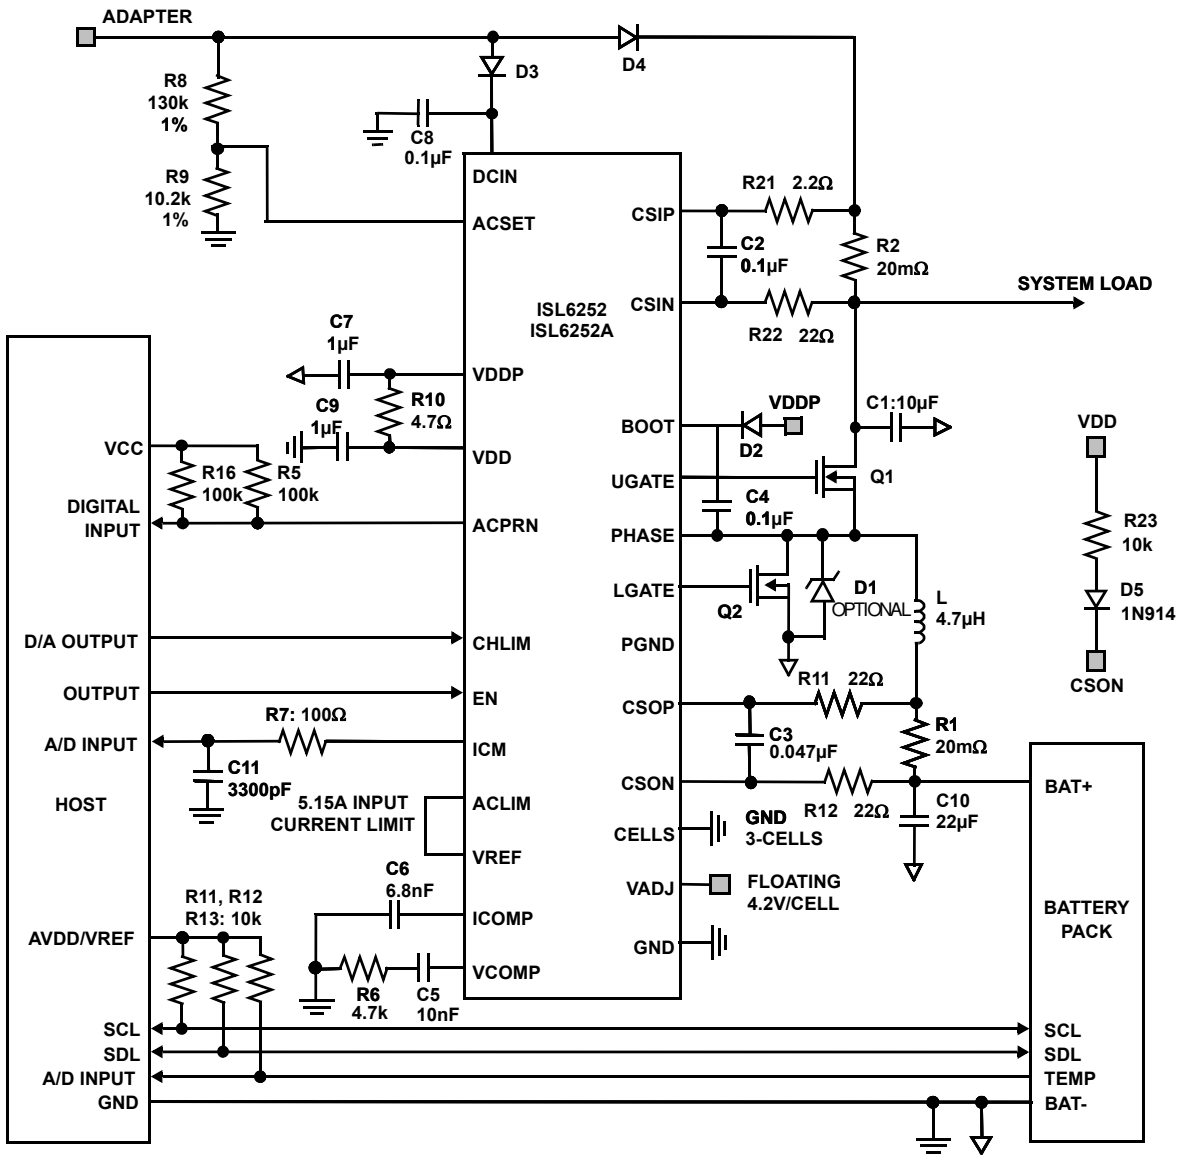 ADAPTER
D3
D4
R8
130k
1%
C8
0.1µF
R9
10.2k
1%
DCIN
ACSET
R21 2.2Ω
CSIP
C2
0.1µF
R2
20mΩ
CSIN
SYSTEM LOAD
ISL6252
ISL6252A
R22 22Ω
C7
1µF
VDDP
R10
4.7Ω
C9
1µF
VDD
BOOT
VDDP
D2
C1:10µF
VDD
VCC
R16
100k
R5
100k
UGATE
Q1
DIGITAL
INPUT
ACPRN
C4
0.1µF
PHASE
R23
10k
LGATE
Q2
D1
OPTIONAL
L
4.7µH
D5
1N914
D/A OUTPUT
CHLIM
PGND
OUTPUT
EN
R11 22Ω
CSON
CSOP
R7: 100Ω
A/D INPUT
ICM
C3
0.047µF
R1
20mΩ
C11
3300pF
CSON
BAT+
HOST
5.15A INPUT
CURRENT LIMIT
ACLIM
R12 22Ω
C10
22µF
CELLS
GND
3-CELLS
VREF
C6
6.8nF
VADJ
FLOATING
4.2V/CELL
R11, R12
R13: 10k
ICOMP
BATTERY
PACK
AVDD/VREF
GND
VCOMP
R6
4.7k
C5
10nF
SCL
SCL
SDL
SDL
A/D INPUT
TEMP
GND
BAT-